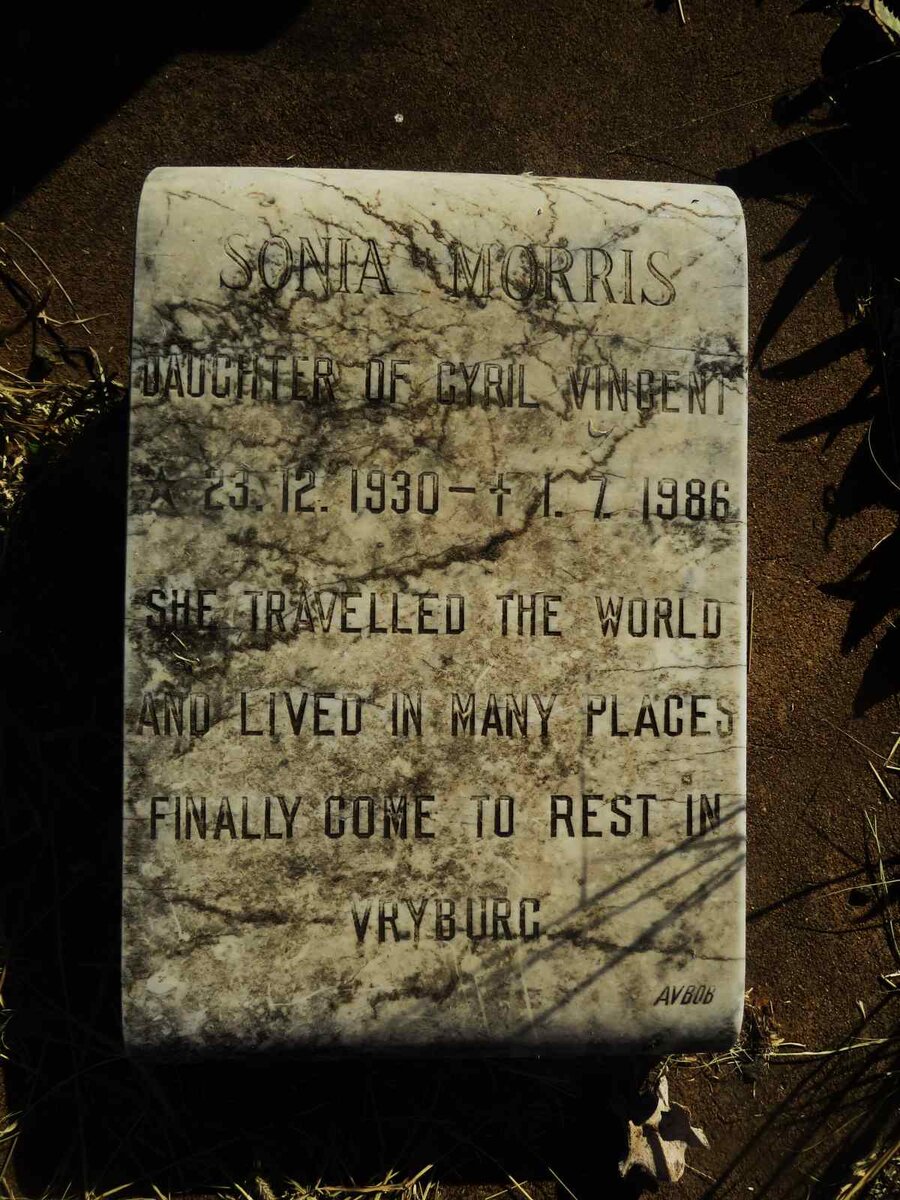 SONIA MORRIS
DAUGHTER OF CYRIL VINCENT
★ 23. 12. 1930 – ✝ 1. 7. 1986
SHE TRAVELLED THE WORLD
AND LIVED IN MANY PLACES
FINALLY COME TO REST IN
VRYBURG
AVBOB